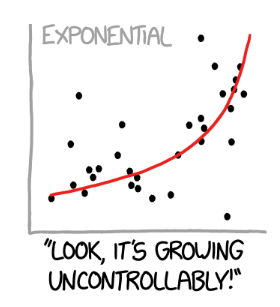 EXPONENTIAL
"LOOK, IT'S GROWING
UNCONTROLLABLY!"